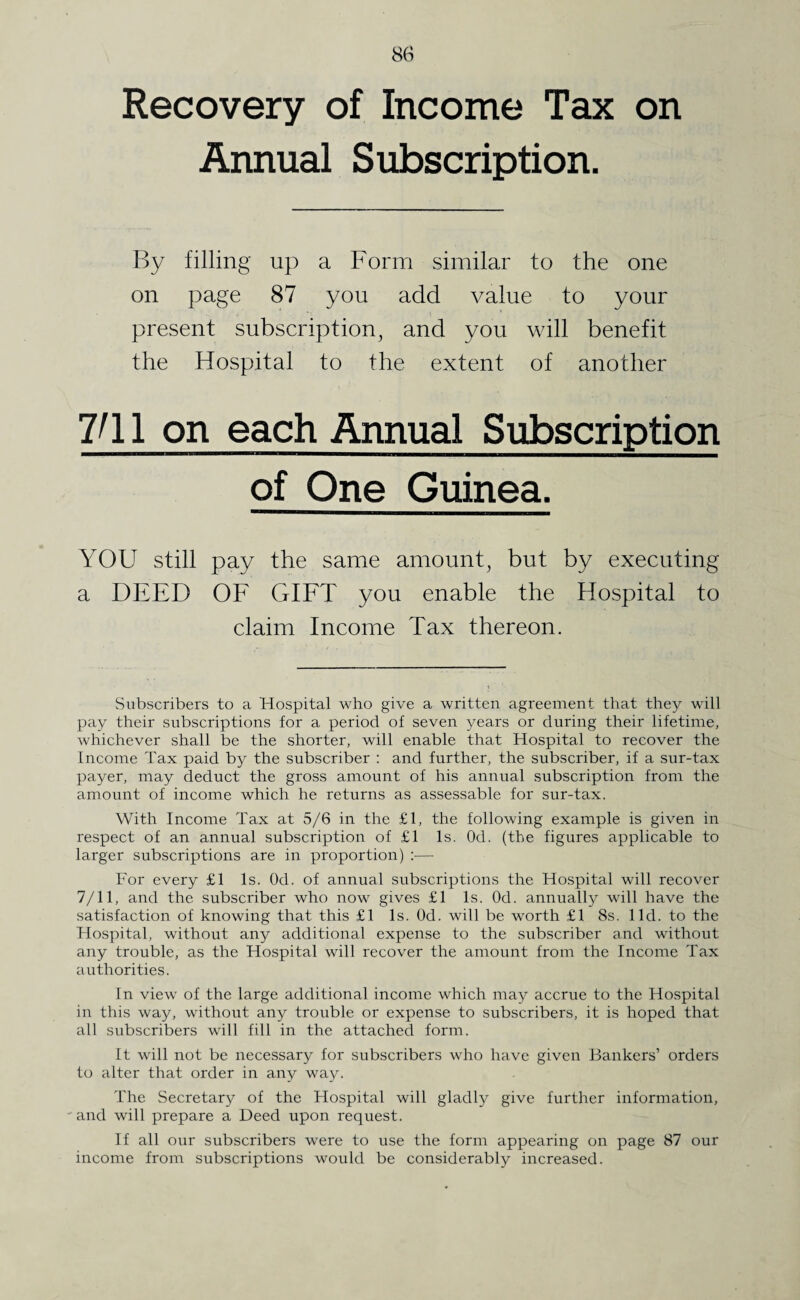 86
Recovery of Income Tax on
Annual Subscription.
By filling up a Form similar to the one
on page 87 you add value to your
present subscription, and you will benefit
the Hospital to the extent of another
7/11 on each Annual Subscription
of One Guinea.
YOU still pay the same amount, but by executing
a DEED OF GIFT you enable the Hospital to
claim Income Tax thereon.
Subscribers to a Hospital who give a written agreement that they will
pay their subscriptions for a period of seven years or during their lifetime,
whichever shall be the shorter, will enable that Hospital to recover the
Income Tax paid by the subscriber : and further, the subscriber, if a sur-tax
payer, may deduct the gross amount of his annual subscription from the
amount of income which he returns as assessable for sur-tax.
With Income Tax at 5/6 in the £1, the following example is given in
respect of an annual subscription of £1 1s. 0d. (the figures applicable to
larger subscriptions are in proportion) :—
For every £1 1s. 0d. of annual subscriptions the Hospital will recover
7/11, and the subscriber who now gives £1 1s. 0d. annually will have the
satisfaction of knowing that this £1 1s. 0d. will be worth £1 8s. 11d. to the
Hospital, without any additional expense to the subscriber and without
any trouble, as the Hospital will recover the amount from the Income Tax
authorities.
In view of the large additional income which may accrue to the Hospital
in this way, without any trouble or expense to subscribers, it is hoped that
all subscribers will fill in the attached form.
It will not be necessary for subscribers who have given Bankers' orders
to alter that order in any way.
The Secretary of the Hospital will gladly give further information,
and will prepare a Deed upon request.
If all our subscribers were to use the form appearing on page 87 our
income from subscriptions would be considerably increased.